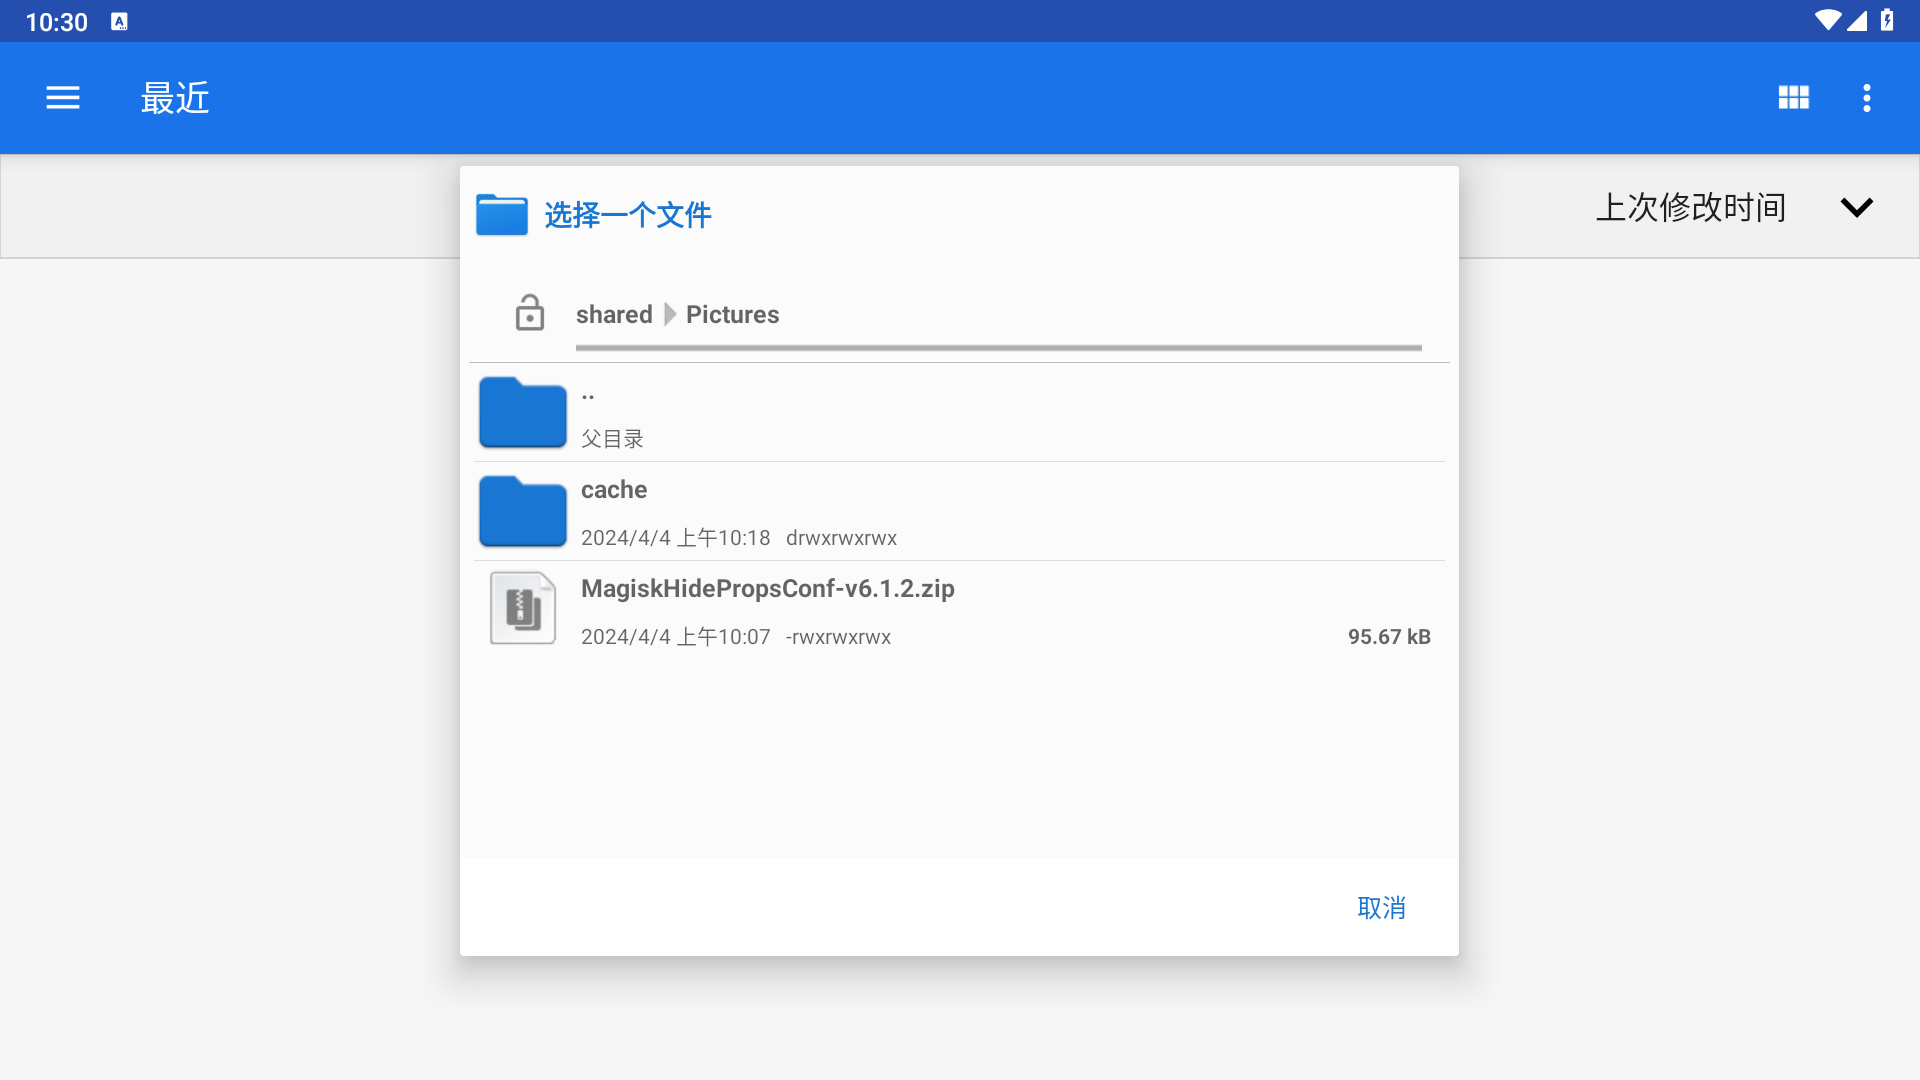 10:30
最近
上次修改时间
选择一个文件
shared Pictures
..
父目录
cache
2024/4/4 上午10:18 drwxrwxrwx
MagiskHidePropsConf-v6.1.2.zip
2024/4/4 上午10:07 -rwxrwxrwx 95.67 kB
取消